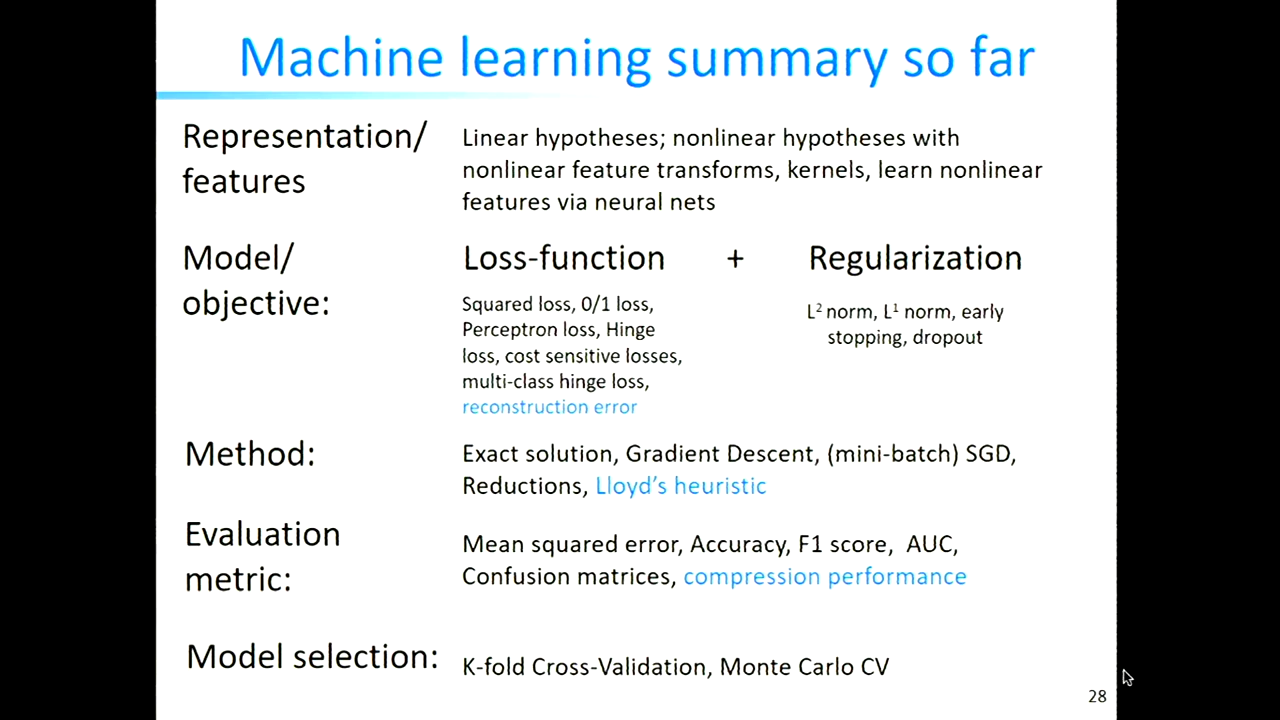 Machine learning summary so far
Representation/
features
Linear hypotheses; nonlinear hypotheses with
nonlinear feature transforms, kernels, learn nonlinear
features via neural nets
Model/
objective:
Loss-function + Regularization
Squared loss, 0/1 loss,
Perceptron loss, Hinge
loss, cost sensitive losses,
multi-class hinge loss,
reconstruction error
L² norm, L¹ norm, early
stopping, dropout
Method:
Exact solution, Gradient Descent, (mini-batch) SGD,
Reductions, Lloyd’s heuristic
Evaluation
metric:
Mean squared error, Accuracy, F1 score, AUC,
Confusion matrices, compression performance
Model selection:
K-fold Cross-Validation, Monte Carlo CV
28